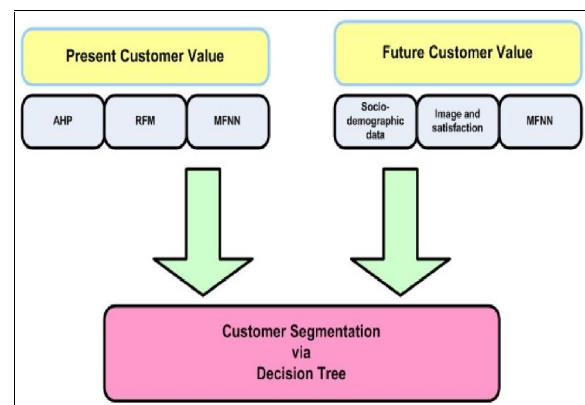 Present Customer Value
Future Customer Value
AHP
RFM
MFNN
Socio-
demographic
data
Image and
satisfaction
MFNN
Customer Segmentation
via
Decision Tree